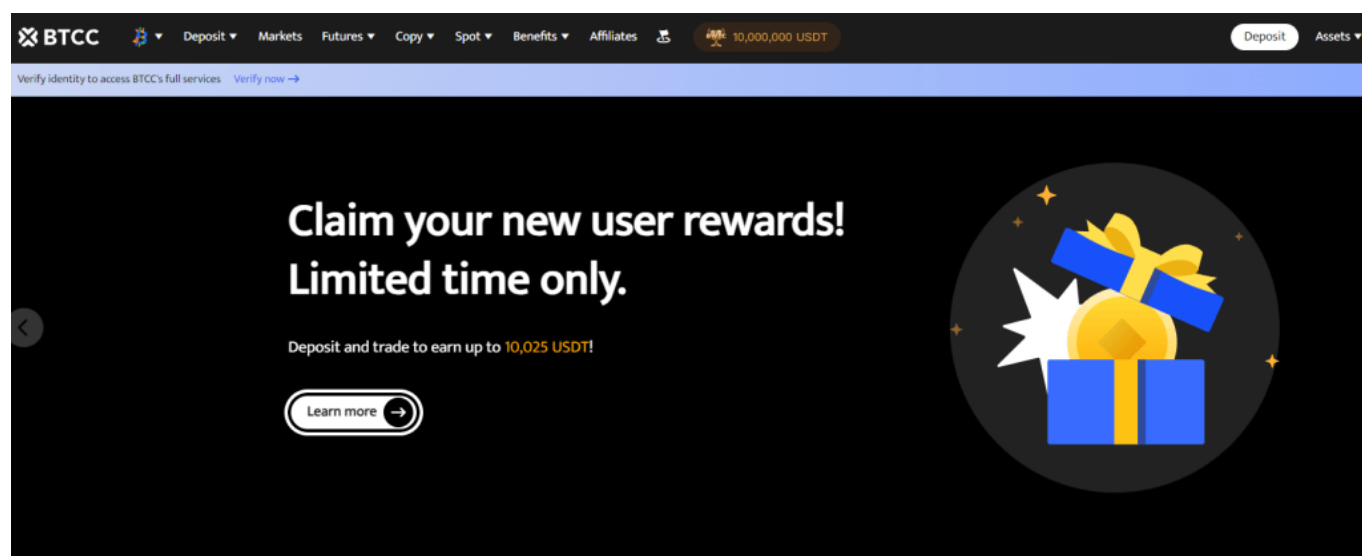 BTCC Deposit Markets Futures Copy Spot Benefits Affiliates 10,000,000 USDT Deposit Assets
Verify identity to access BTCC's full services Verify now →
Claim your new user rewards!
Limited time only.
Deposit and trade to earn up to 10,025 USDT!
Learn more